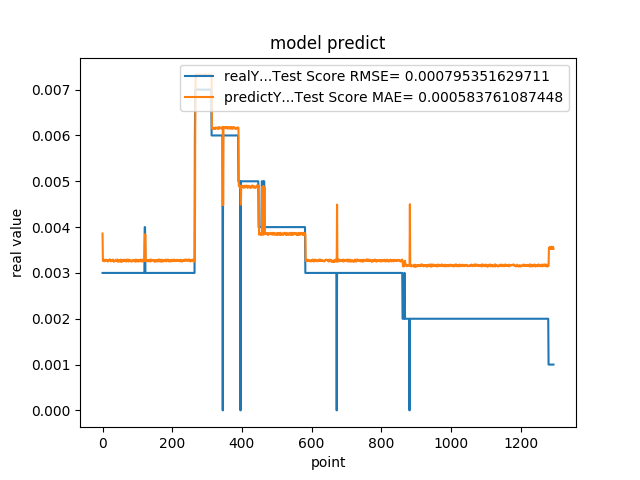 model predict
realY...Test Score RMSE= 0.000795351629711
predictY...Test Score MAE= 0.000583761087448
real value
0.007
0.006
0.005
0.004
0.003
0.002
0.001
0.000
0 200 400 600 800 1000 1200
point